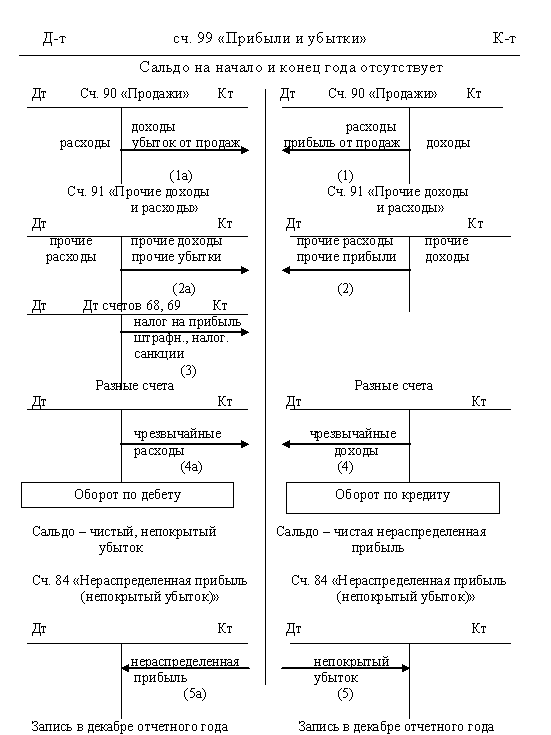 Д-т сч. 99 «Прибыли и убытки» К-т
Сальдо на начало и конец года отсутствует
Дт Сч. 90 «Продажи» Кт
доходы
расходы убыток от продаж
(1а)
Сч. 91 «Прочие доходы
и расходы»
Дт Кт
прочие прочие доходы
расходы прочие убытки
(2а)
Дт Дт счетов 68, 69 Кт
налог на прибыль
штрафн., налог.
санкции
(3)
Разные счета
Дт Кт
чрезвычайные
расходы
(4а)
Оборот по дебету
Сальдо – чистый, непокрытый
убыток
Сч. 84 «Нераспределенная прибыль
(непокрытый убыток)»
Дт Кт
нераспределенная
прибыль
(5а)
Запись в декабре отчетного года
Дт Сч. 90 «Продажи» Кт
расходы
прибыль от продаж доходы
(1)
Сч. 91 «Прочие доходы
и расходы»
Дт Кт
прочие расходы прочие
прочие прибыли доходы
(2)
Разные счета
Дт Кт
чрезвычайные
доходы
(4)
Оборот по кредиту
Сальдо – чистая нераспределенная
прибыль
Сч. 84 «Нераспределенная прибыль
(непокрытый убыток)»
Дт Кт
непокрытый
убыток
(5)
Запись в декабре отчетного года